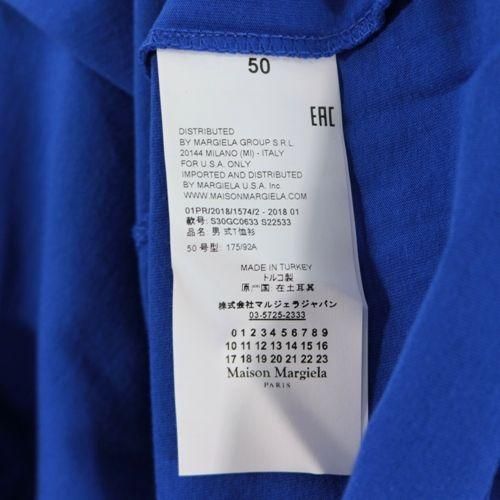 50
EAC
DISTRIBUTED
BY MARGIELA GROUP S.R.L
20144 MILANO (MI) - ITALY
FOR U.S.A. ONLY
IMPORTED AND DISTRIBUTED
BY MARGIELA U.S.A. Inc.
WWW.MAISONMARGIELA.COM
01PR/2018/1574/2 - 2018 01
款号: S30GC0633 S22533
品名: 男式T恤衫
50 号型: 175/92A
MADE IN TURKEY
トルコ製
原 国 在土耳其
株式会社マルジェラジャパン
03-5725-2333
0 1 2 3 4 5 6 7 8 9
10 11 12 13 14 15 16
17 18 19 20 21 22 23
Maison Margiela
PARIS